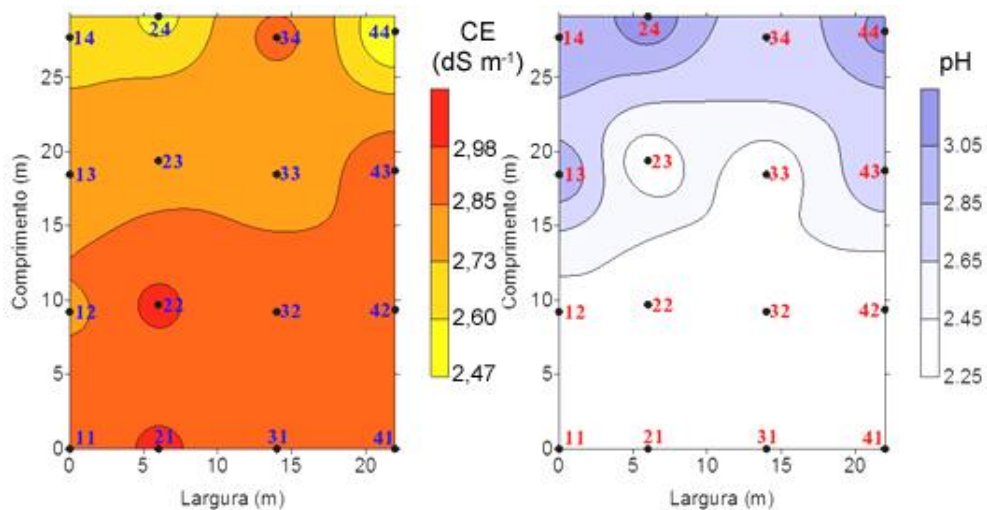 CE
(dS m⁻¹)
2,98
2,85
2,73
2,60
2,47
Comprimento (m)
25
20
15
10
5
0
0 5 10 15 20
Largura (m)
14 24 34 44
13 23 33 43
12 22 32 42
11 21 31 41
pH
3.05
2.85
2.65
2.45
2.25
Comprimento (m)
25
20
15
10
5
0
0 5 10 15 20
Largura (m)
14 24 34 44
13 23 33 43
12 22 32 42
11 21 31 41